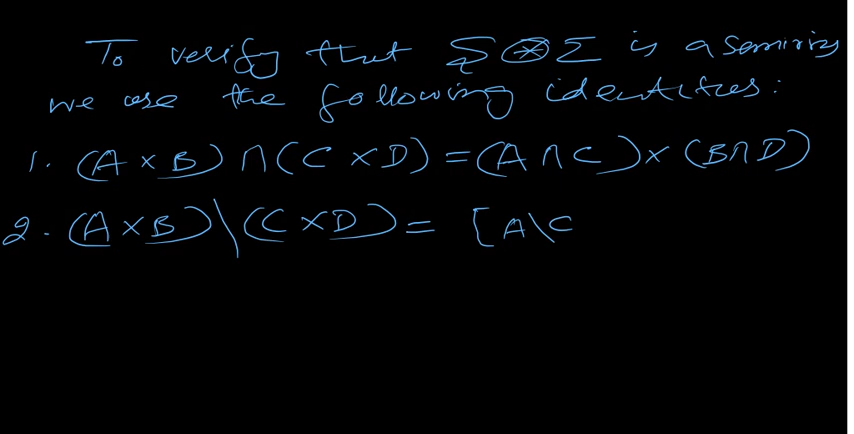 To verify that S ⊗ Σ is a semiring
we use the following identities:
1. (A × B) ∩ (C × D) = (A ∩ C) × (B ∩ D)
2. (A × B) \ (C × D) = [A \ C